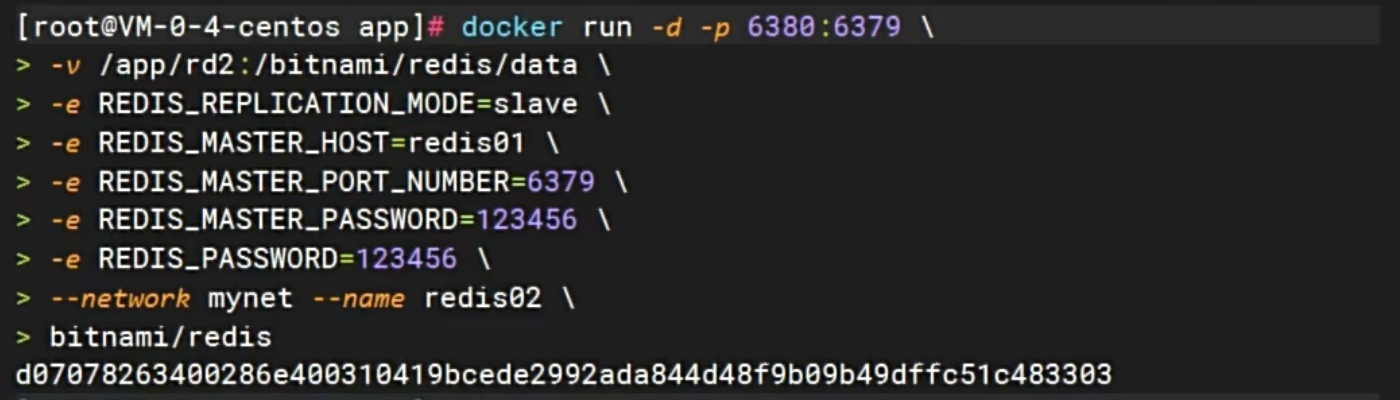 [root@VM-0-4-centos app]# docker run -d -p 6380:6379 \
> -v /app/rd2:/bitnami/redis/data \
> -e REDIS_REPLICATION_MODE=slave \
> -e REDIS_MASTER_HOST=redis01 \
> -e REDIS_MASTER_PORT_NUMBER=6379 \
> -e REDIS_MASTER_PASSWORD=123456 \
> -e REDIS_PASSWORD=123456 \
> --network mynet --name redis02 \
> bitnami/redis
d07078263400286e400310419bcede2992ada844d48f9b09b49dffc51c483303